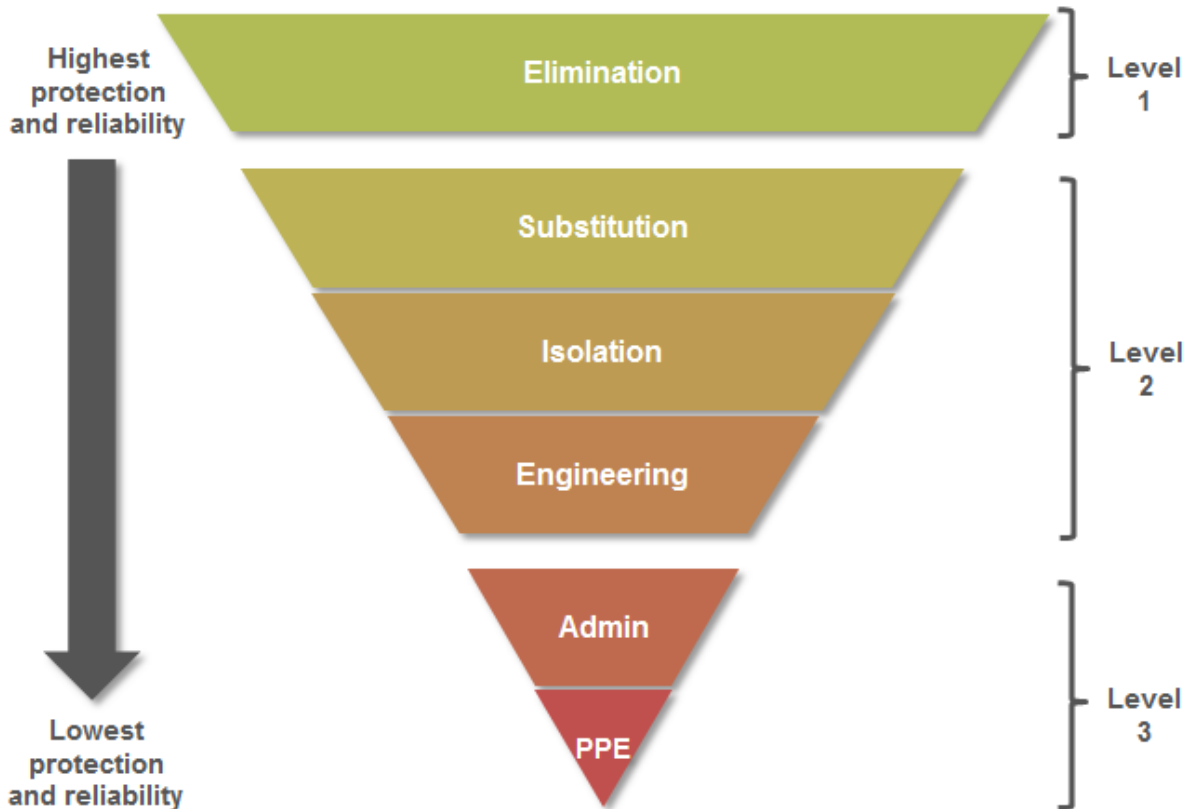 Highest
protection
and reliability
Elimination
Level
1
Substitution
Isolation
Engineering
Level
2
Admin
PPE
Level
3
Lowest
protection
and reliability